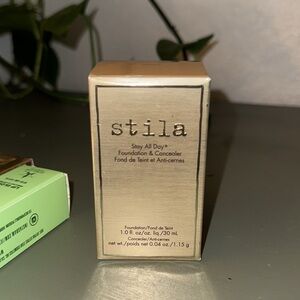 stila
Stay All Day®
Foundation & Concealer
Fond de Teint et Anti-cernes
Foundation/Fond de Teint
1.0 fl. oz/oz. liq./30 mL
Concealer/Anti-cernes
net wt./poids net 0.04 oz./1.15 g